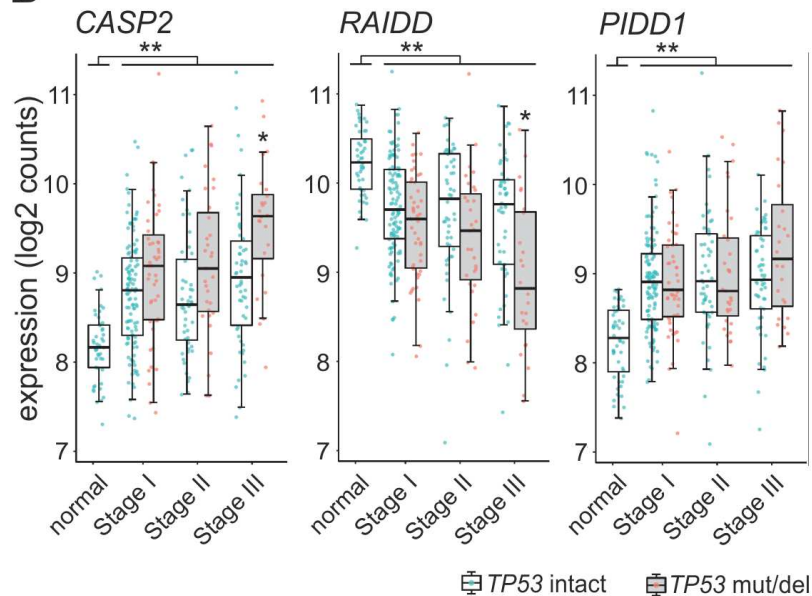 CASP2
RAIDD
PIDD1
**
**
**
expression (log2 counts)
11
10
9
8
7
*
normal
Stage I
Stage II
Stage III
11
10
9
8
7
*
normal
Stage I
Stage II
Stage III
11
10
9
8
7
normal
Stage I
Stage II
Stage III
TP53 intact
TP53 mut/del